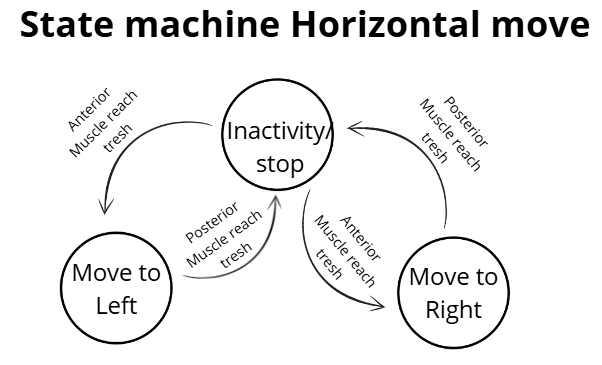 State machine Horizontal move
Anterior
Muscle reach
tresh
Inactivity/
stop
Posterior
Muscle reach
tresh
Posterior
Muscle reach
tresh
Anterior
Muscle reach
tresh
Move to
Left
Move to
Right